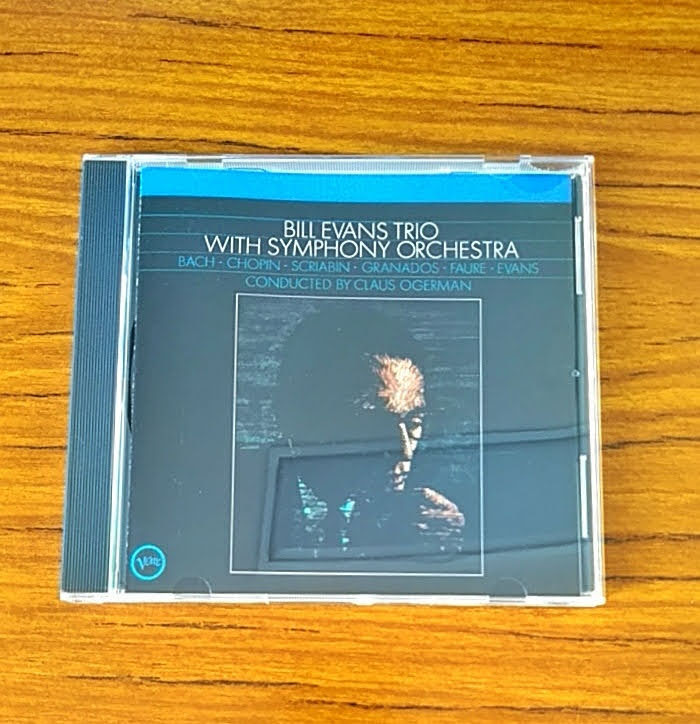 BILL EVANS TRIO
WITH SYMPHONY ORCHESTRA
BACH · CHOPIN · SCRIABIN · GRANADOS · FAURE · EVANS
CONDUCTED BY CLAUS OGERMAN
VERVE